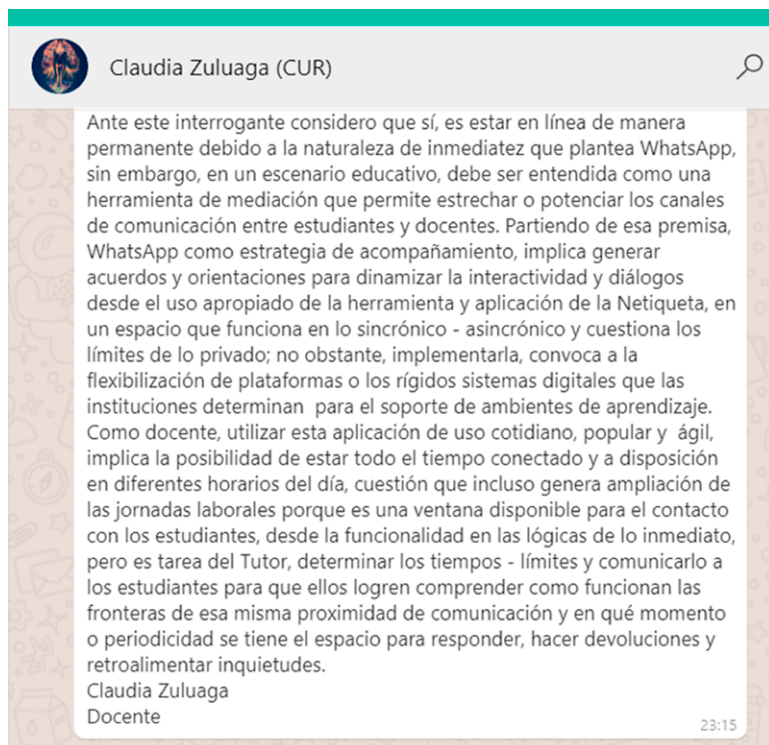 Claudia Zuluaga (CUR)
Ante este interrogante considero que sí, es estar en línea de manera
permanente debido a la naturaleza de inmediatez que plantea WhatsApp,
sin embargo, en un escenario educativo, debe ser entendida como una
herramienta de mediación que permite estrechar o potenciar los canales
de comunicación entre estudiantes y docentes. Partiendo de esa premisa,
WhatsApp como estrategia de acompañamiento, implica generar
acuerdos y orientaciones para dinamizar la interactividad y diálogos
desde el uso apropiado de la herramienta y aplicación de la Netiqueta, en
un espacio que funciona en lo sincrónico - asincrónico y cuestiona los
límites de lo privado; no obstante, implementarla, convoca a la
flexibilización de plataformas o los rígidos sistemas digitales que las
instituciones determinan  para el soporte de ambientes de aprendizaje.
Como docente, utilizar esta aplicación de uso cotidiano, popular y  ágil,
implica la posibilidad de estar todo el tiempo conectado y a disposición
en diferentes horarios del día, cuestión que incluso genera ampliación de
las jornadas laborales porque es una ventana disponible para el contacto
con los estudiantes, desde la funcionalidad en las lógicas de lo inmediato,
pero es tarea del Tutor, determinar los tiempos - límites y comunicarlo a
los estudiantes para que ellos logren comprender como funcionan las
fronteras de esa misma proximidad de comunicación y en qué momento
o periodicidad se tiene el espacio para responder, hacer devoluciones y
retroalimentar inquietudes.
Claudia Zuluaga
Docente
23:15